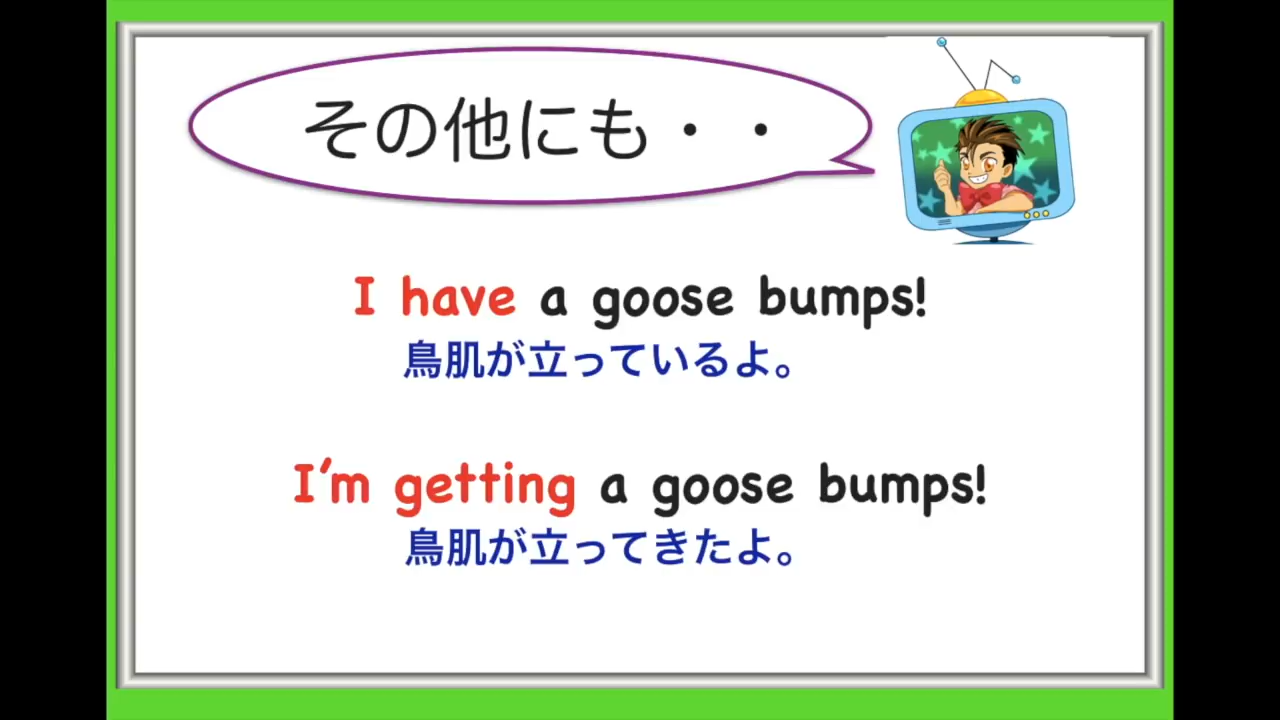 その他にも・・
I have a goose bumps!
鳥肌が立っているよ。
I'm getting a goose bumps!
鳥肌が立ってきたよ。